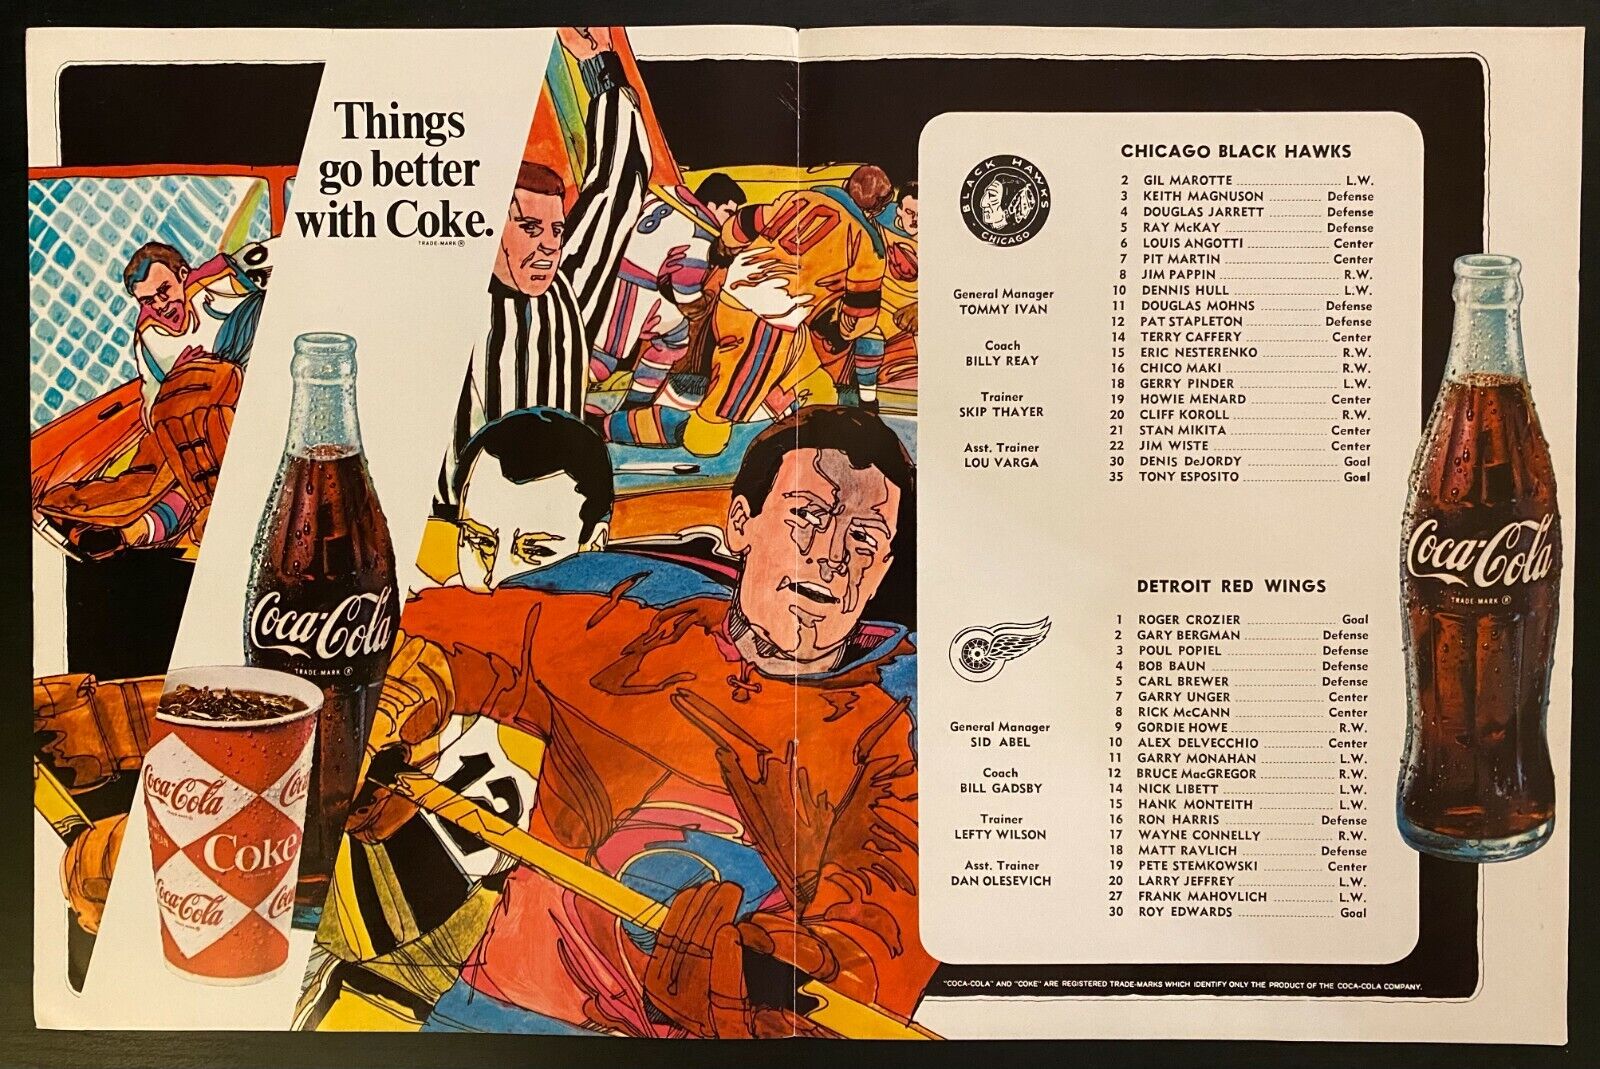 Things
go better
with Coke.
TRADE-MARK ®
8
10
12
Coca-Cola
TRADE-MARK ®
Coca-Cola
Coke
Coca-Cola
BLACK HAWKS
CHICAGO
General Manager
TOMMY IVAN
Coach
BILLY REAY
Trainer
SKIP THAYER
Asst. Trainer
LOU VARGA
CHICAGO BLACK HAWKS
2 GIL MAROTTE L.W.
3 KEITH MAGNUSON Defense
4 DOUGLAS JARRETT Defense
5 RAY McKAY Defense
6 LOUIS ANGOTTI Center
7 PIT MARTIN Center
8 JIM PAPPIN R.W.
10 DENNIS HULL L.W.
11 DOUGLAS MOHNS Defense
12 PAT STAPLETON Defense
14 TERRY CAFFERY Center
15 ERIC NESTERENKO R.W.
16 CHICO MAKI R.W.
18 GERRY PINDER L.W.
19 HOWIE MENARD Center
20 CLIFF KOROLL R.W.
21 STAN MIKITA Center
22 JIM WISTE Center
30 DENIS DeJORDY Goal
35 TONY ESPOSITO Goal
General Manager
SID ABEL
Coach
BILL GADSBY
Trainer
LEFTY WILSON
Asst. Trainer
DAN OLESEVICH
DETROIT RED WINGS
1 ROGER CROZIER Goal
2 GARY BERGMAN Defense
3 POUL POPIEL Defense
4 BOB BAUN Defense
5 CARL BREWER Defense
7 GARRY UNGER Center
8 RICK McCANN Center
9 GORDIE HOWE R.W.
10 ALEX DELVECCHIO Center
11 GARRY MONAHAN L.W.
12 BRUCE MacGREGOR R.W.
14 NICK LIBETT L.W.
15 HANK MONTEITH L.W.
16 RON HARRIS Defense
17 WAYNE CONNELLY R.W.
18 MATT RAVLICH Defense
19 PETE STEMKOWSKI Center
20 LARRY JEFFREY L.W.
27 FRANK MAHOVLICH L.W.
30 ROY EDWARDS Goal
Coca-Cola
TRADE-MARK ®
"COCA-COLA" AND "COKE" ARE REGISTERED TRADE-MARKS WHICH IDENTIFY ONLY THE PRODUCT OF THE COCA-COLA COMPANY.